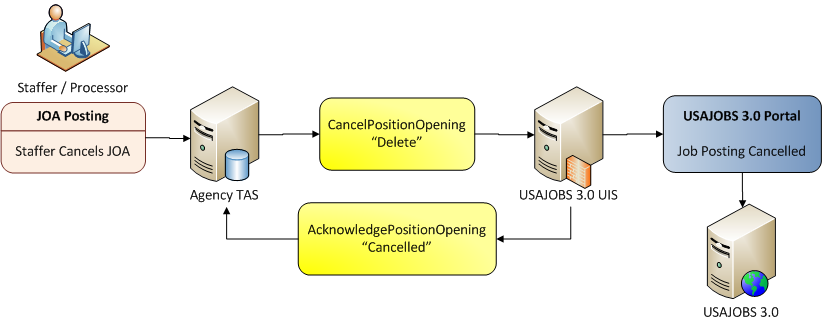 Staffer / Processor
JOA Posting
Staffer Cancels JOA
Agency TAS
CancelPositionOpening
“Delete”
USAJOBS 3.0 UIS
USAJOBS 3.0 Portal
Job Posting Cancelled
AcknowledgePositionOpening
“Cancelled”
USAJOBS 3.0